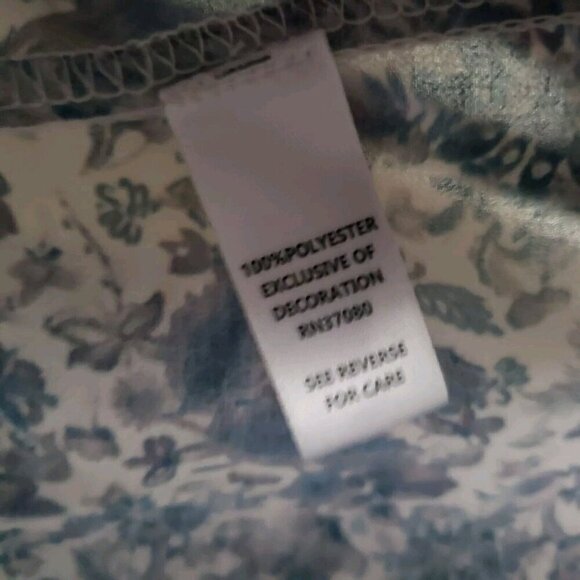 100%POLYESTER
EXCLUSIVE OF
DECORATION
RN37080
SEE REVERSE
FOR CARE